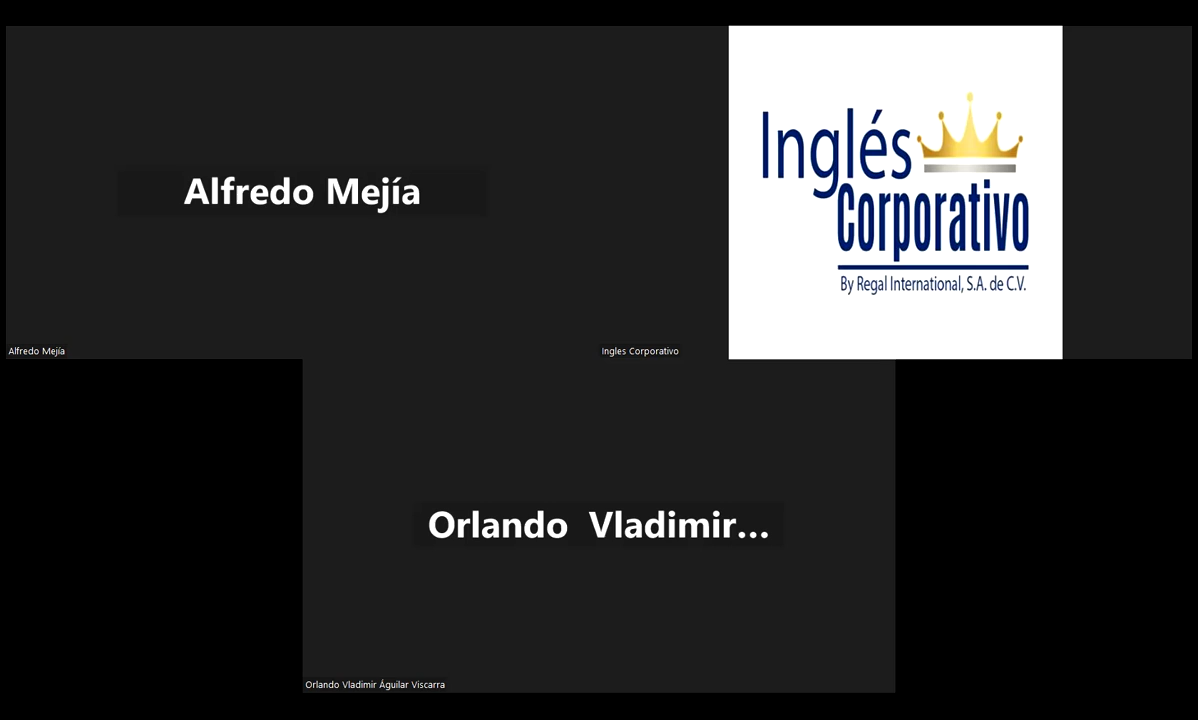 Alfredo Mejía
Inglés
Corporativo
By Regal International, S.A. de C.V.
Alfredo Mejía
Ingles Corporativo
Orlando Vladimir...
Orlando Vladimir Águilar Viscarra